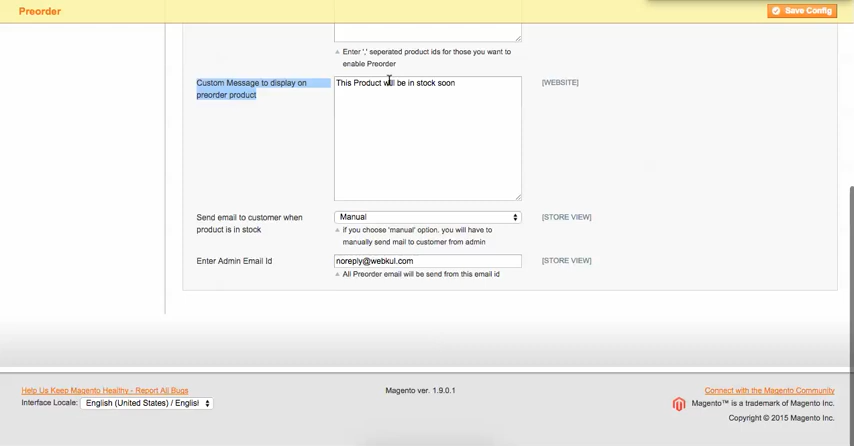 Preorder
Save Config
Enter ',' seperated product ids for those you want to
enable Preorder
Custom Message to display on
preorder product
This Product will be in stock soon
[WEBSITE]
Send email to customer when
product is in stock
Manual
[STORE VIEW]
if you choose 'manual' option. you will have to
manually send mail to customer from admin
Enter Admin Email Id
noreply@webkul.com
[STORE VIEW]
All Preorder email will be send from this email id
Help Us Keep Magento Healthy - Report All Bugs
Interface Locale: English (United States) / Englisl
Magento ver. 1.9.0.1
Connect with the Magento Community
Magento™ is a trademark of Magento Inc.
Copyright © 2015 Magento Inc.